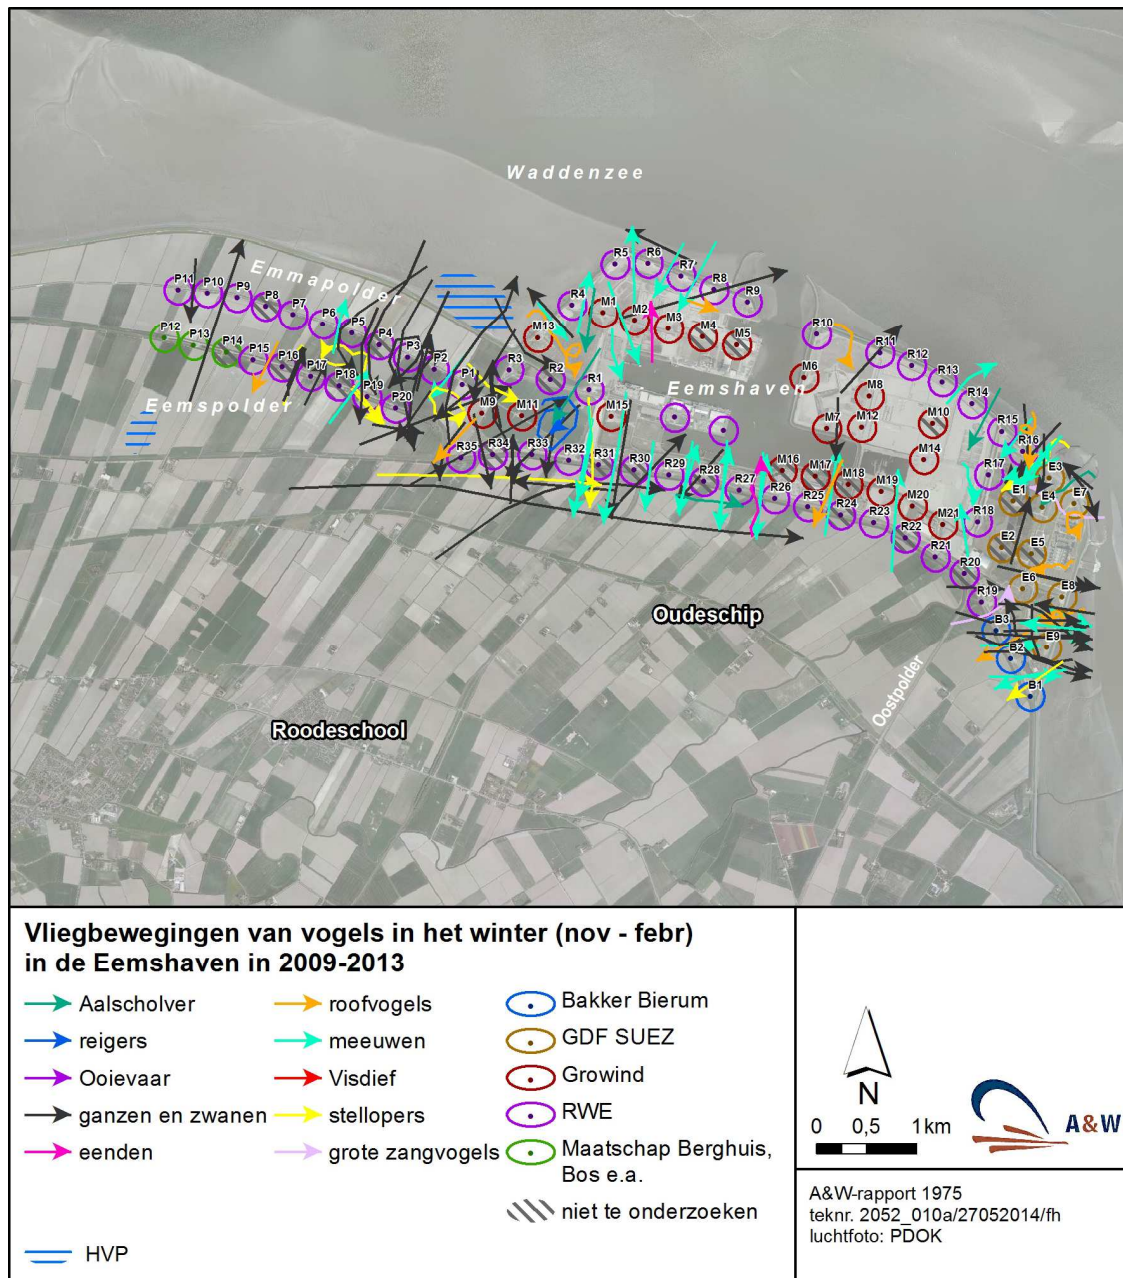 Waddenzee
Emmapolder
Eemspolder
Eemshaven
Oudeschip
Oostpolder
Roodeschool
P11
P10
P9
P8
P7
P6
P5
P4
P3
P2
P1
P12
P13
P14
P15
P16
P17
P18
P19
P20
R5
R6
R7
R8
R9
R4
M1
M2
M3
M4
M5
M13
R3
R2
R1
M9
M11
M15
R35
R34
R33
R32
R31
R30
R29
R28
R27
R26
R25
R24
R23
R22
R21
R20
R19
M16
M17
M18
M19
M20
M21
R10
R11
R12
R13
R14
R15
R16
R17
R18
M6
M7
M8
M12
M10
M14
E1
E2
E3
E4
E5
E6
E7
E8
E9
B3
B2
B1
Vliegbewegingen van vogels in het winter (nov - febr)
in de Eemshaven in 2009-2013
Aalscholver
reigers
Ooievaar
ganzen en zwanen
eenden
HVP
roofvogels
meeuwen
Visdief
stellopers
grote zangvogels
Bakker Bierum
GDF SUEZ
Growind
RWE
Maatschap Berghuis,
Bos e.a.
niet te onderzoeken
N
0 0,5 1km
A&W
A&W-rapport 1975
teknr. 2052_010a/27052014/fh
luchtfoto: PDOK